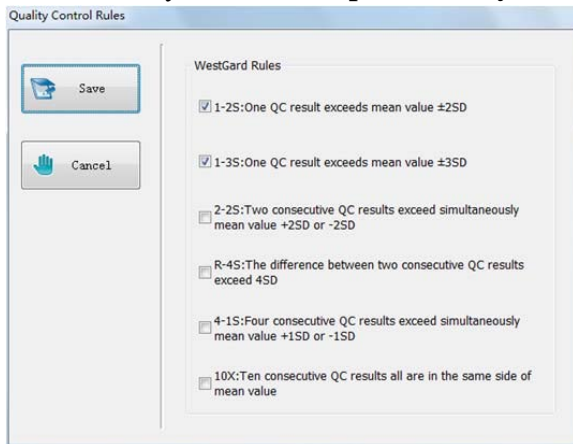 Quality Control Rules
Save
Cancel
WestGard Rules
1-2S:One QC result exceeds mean value ±2SD
1-3S:One QC result exceeds mean value ±3SD
2-2S:Two consecutive QC results exceed simultaneously
mean value +2SD or -2SD
R-4S:The difference between two consecutive QC results
exceed 4SD
4-1S:Four consecutive QC results exceed simultaneously
mean value +1SD or -1SD
10X:Ten consecutive QC results all are in the same side of
mean value